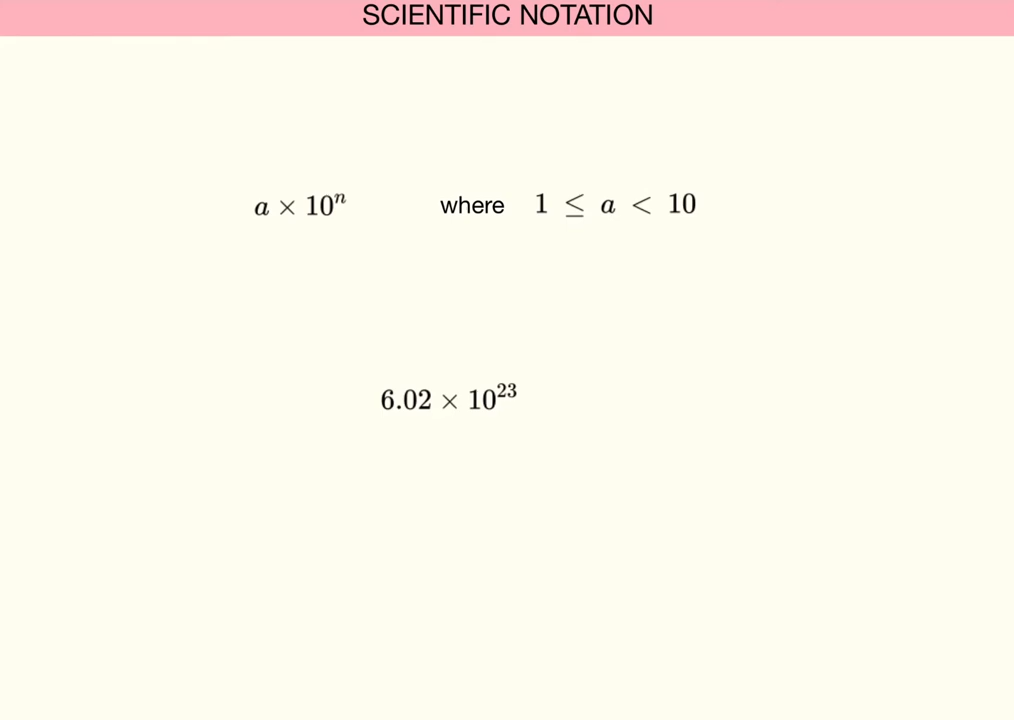 SCIENTIFIC NOTATION
a × 10ⁿ where 1 ≤ a < 10
6.02 × 10²³